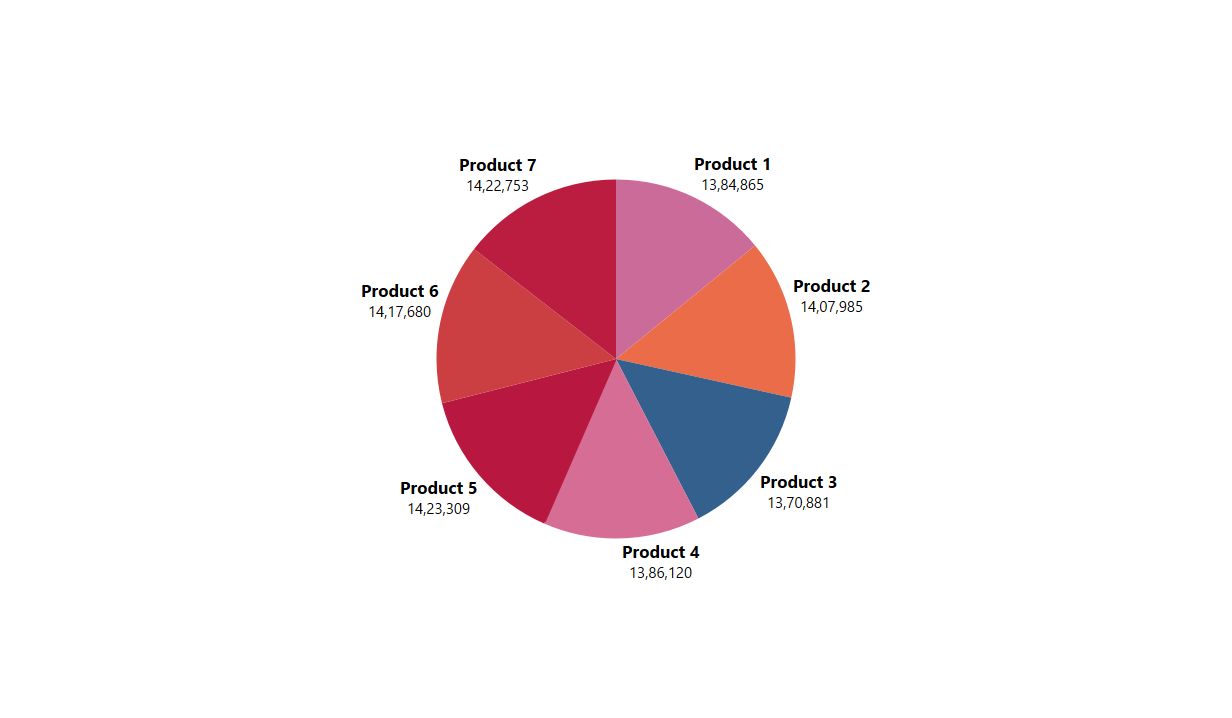 Product 7
14,22,753
Product 1
13,84,865
Product 2
14,07,985
Product 6
14,17,680
Product 3
13,70,881
Product 5
14,23,309
Product 4
13,86,120